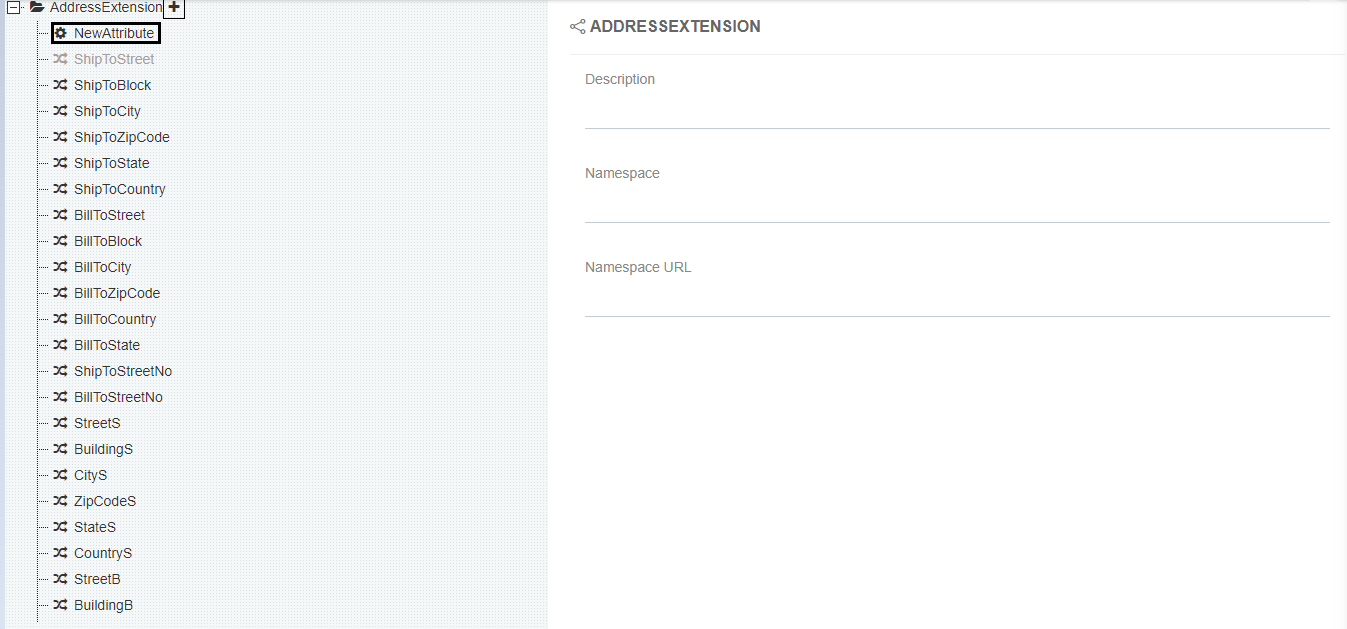 AddressExtension
NewAttribute
ShipToStreet
ShipToBlock
ShipToCity
ShipToZipCode
ShipToState
ShipToCountry
BillToStreet
BillToBlock
BillToCity
BillToZipCode
BillToCountry
BillToState
ShipToStreetNo
BillToStreetNo
StreetS
BuildingS
CityS
ZipCodeS
StateS
CountryS
StreetB
BuildingB
ADDRESSEXTENSION
Description
Namespace
Namespace URL